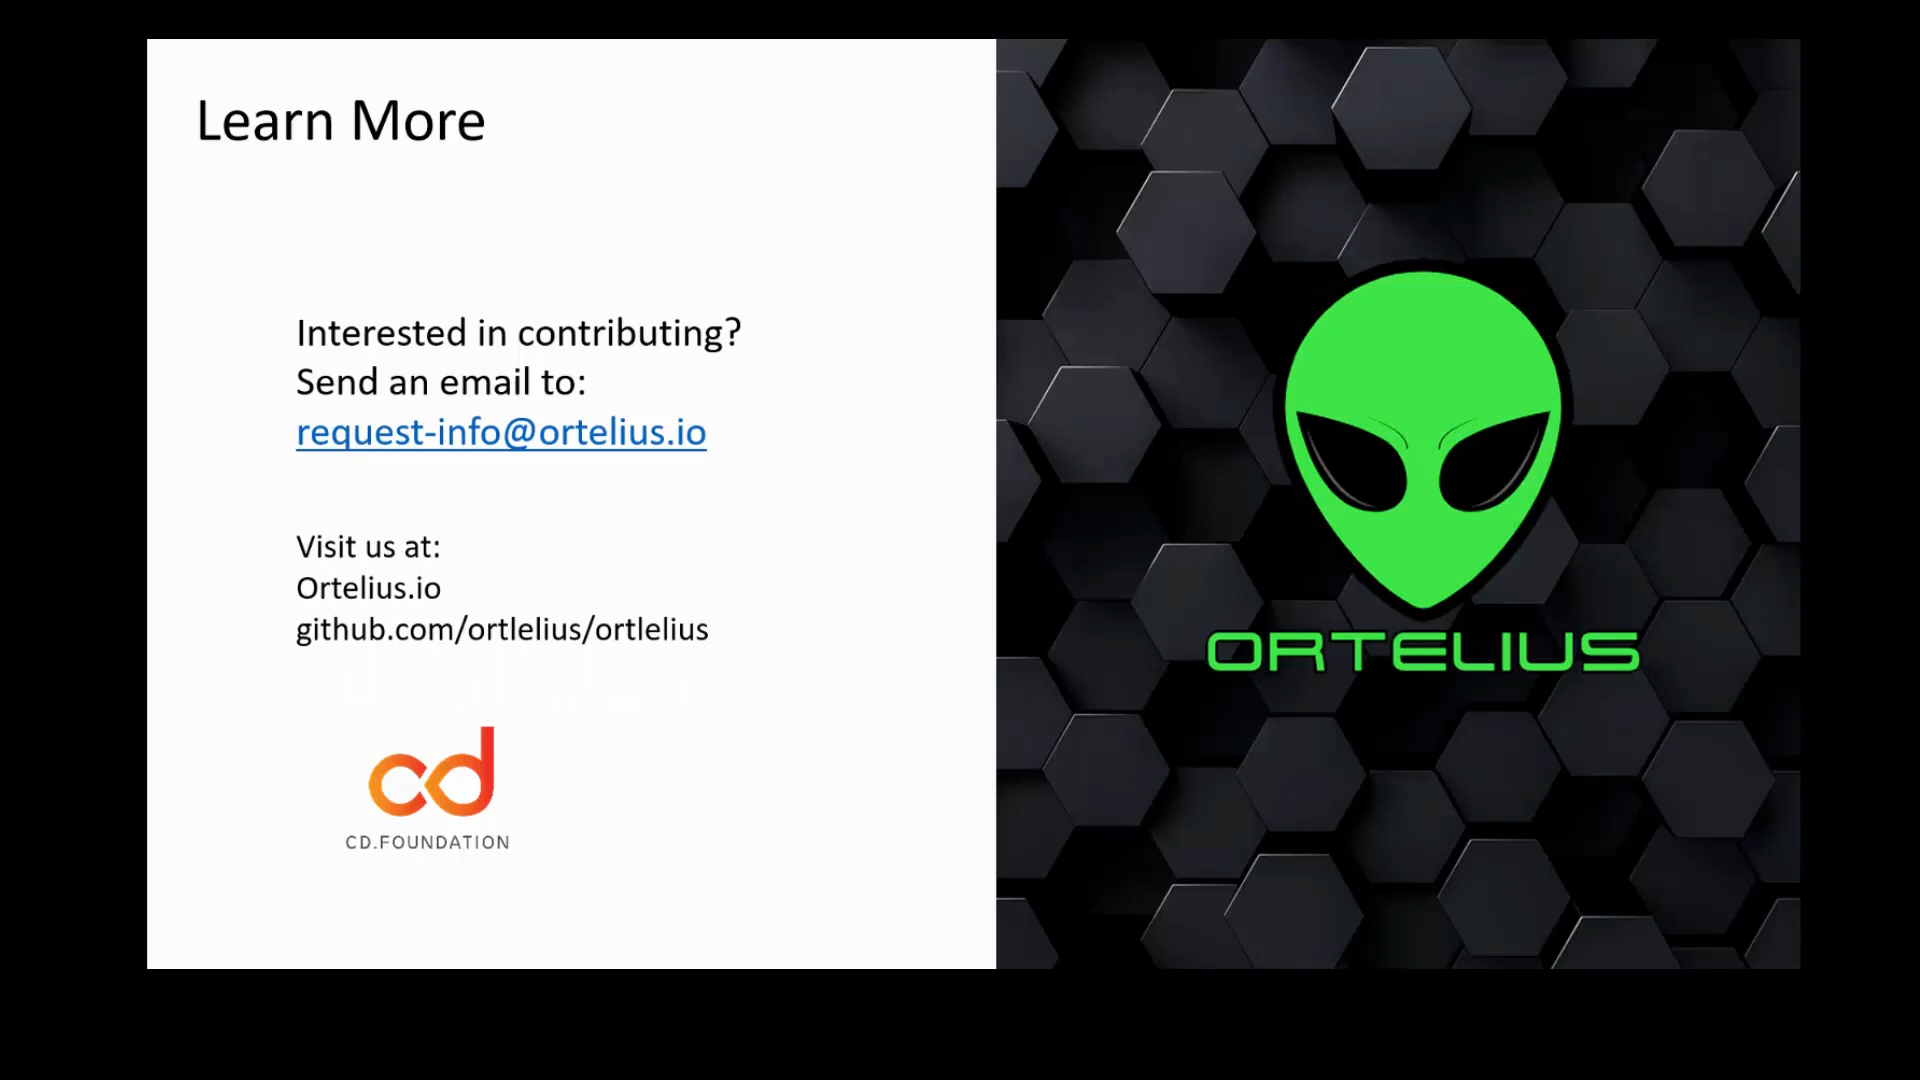 Learn More
Interested in contributing?
Send an email to:
request-info@ortelius.io
Visit us at:
Ortelius.io
github.com/ortlelius/ortlelius
cd
CD.FOUNDATION
ORTELIUS